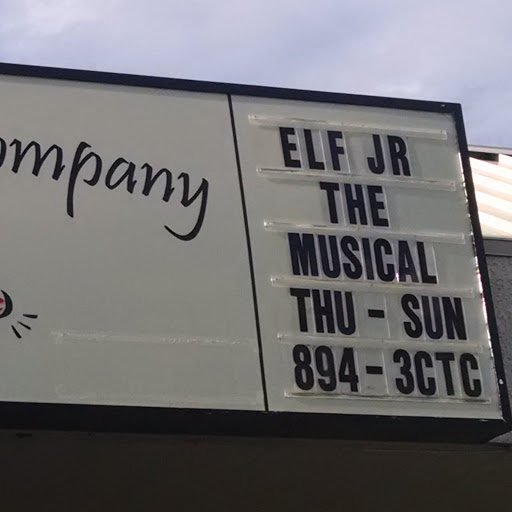 ompany
ELF JR
THE
MUSICAL
THU - SUN
894-3CTC